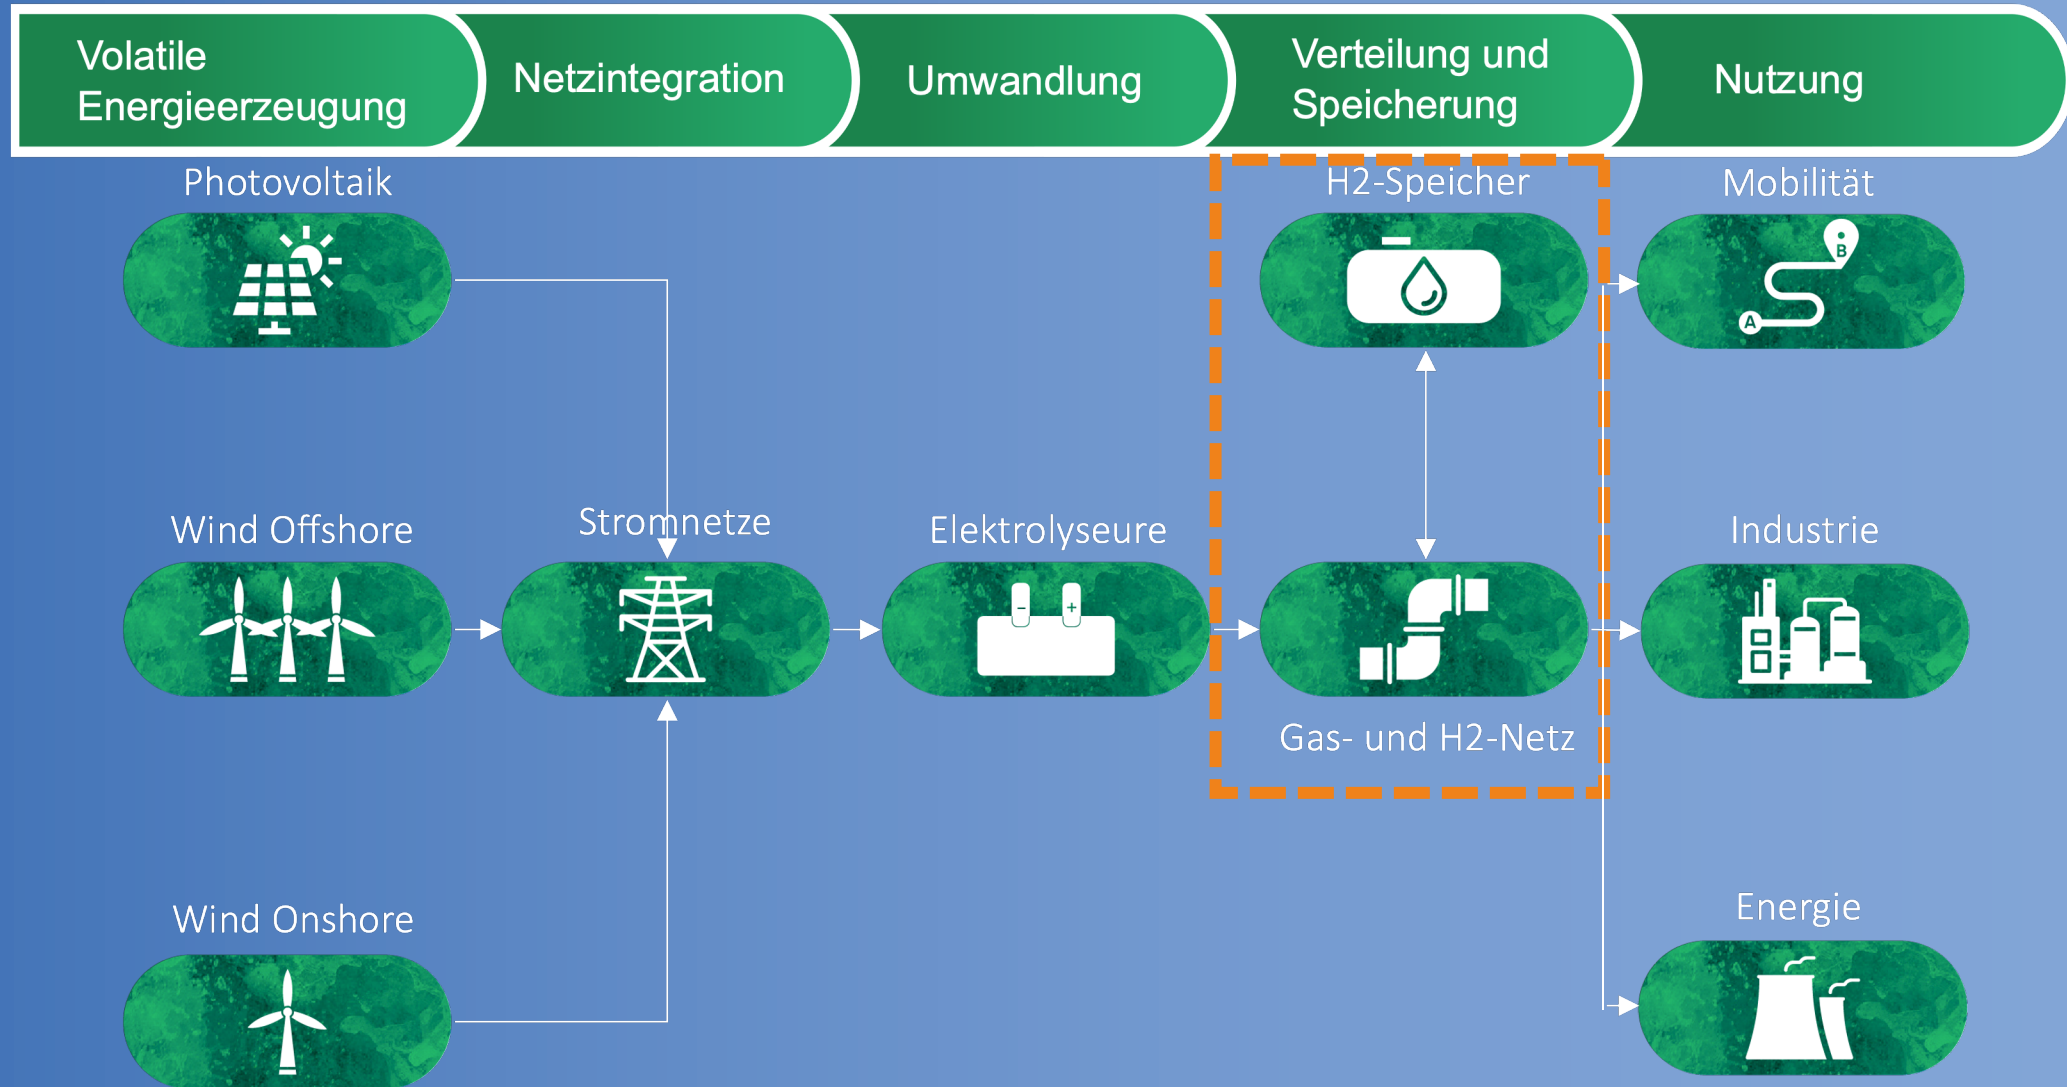 Volatile
Energieerzeugung
Netzintegration
Umwandlung
Verteilung und
Speicherung
Nutzung
Photovoltaik
H2-Speicher
Mobilität
B
A
Wind Offshore
Stromnetze
Elektrolyseure
Industrie
- +
Gas- und H2-Netz
Wind Onshore
Energie